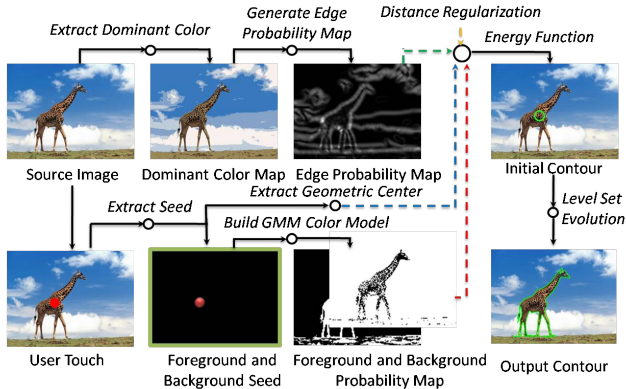 Extract Dominant Color
Generate Edge
Probability Map
Distance Regularization
Energy Function
Source Image
Dominant Color Map
Edge Probability Map
Initial Contour
Extract Geometric Center
Extract Seed
Build GMM Color Model
Level Set
Evolution
User Touch
Foreground and
Background Seed
Foreground and Background
Probability Map
Output Contour